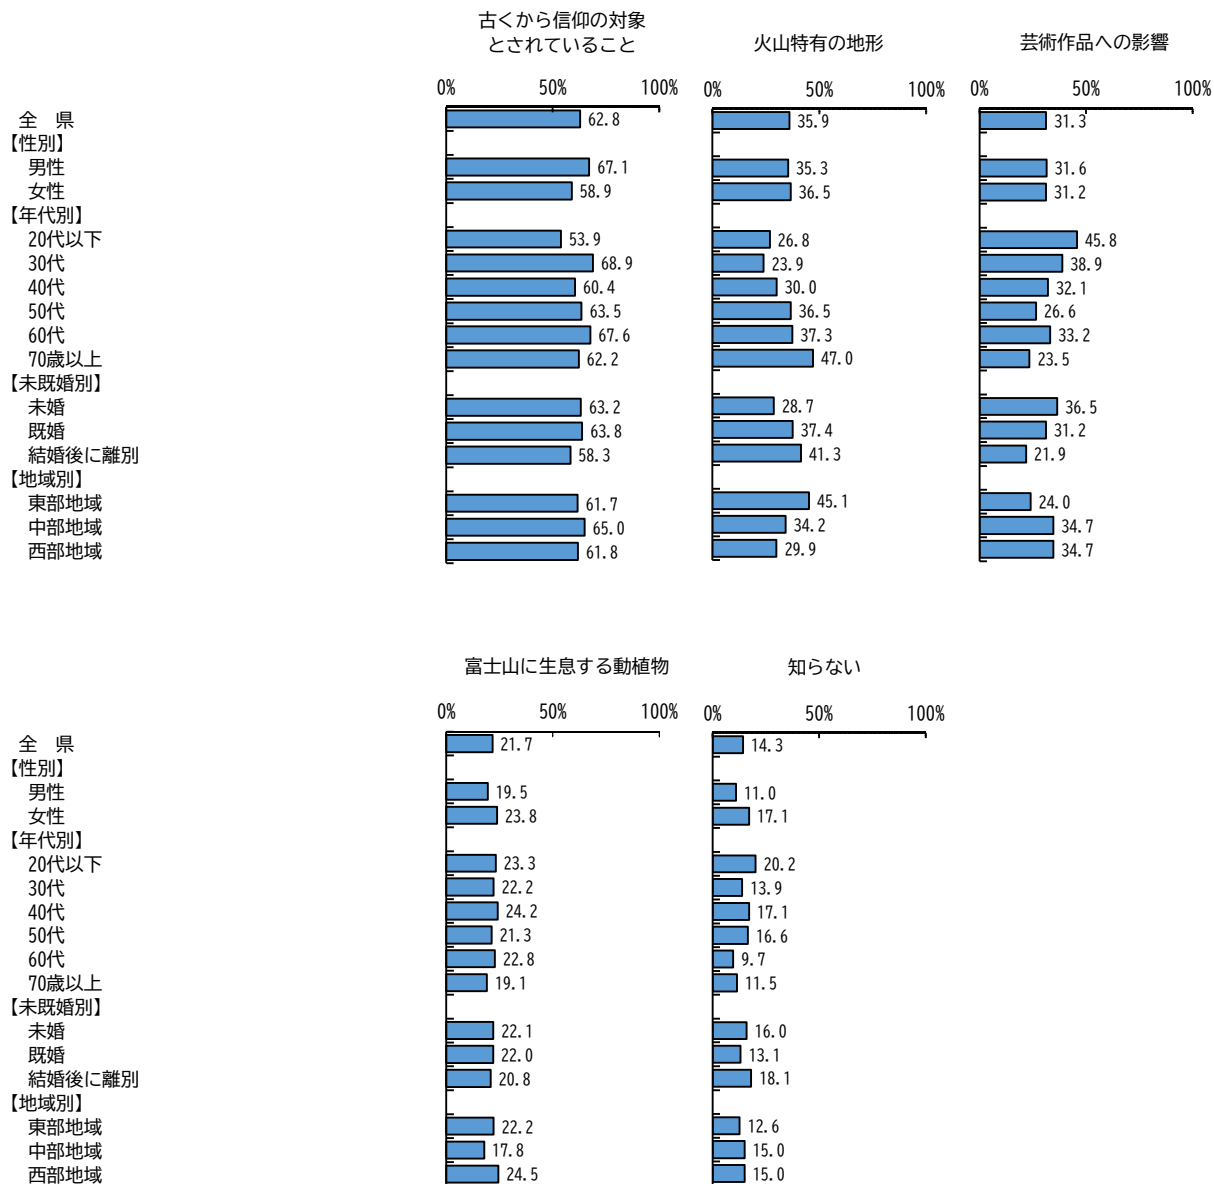 古くから信仰の対象
とされていること
火山特有の地形
芸術作品への影響
0% 50% 100% 0% 50% 100% 0% 50% 100%
全 県 62.8 35.9 31.3
【性別】
男性 67.1 35.3 31.6
女性 58.9 36.5 31.2
【年代別】
20代以下 53.9 26.8 45.8
30代 68.9 23.9 38.9
40代 60.4 30.0 32.1
50代 63.5 36.5 26.6
60代 67.6 37.3 33.2
70歳以上 62.2 47.0 23.5
【未既婚別】
未婚 63.2 28.7 36.5
既婚 63.8 37.4 31.2
結婚後に離別 58.3 41.3 21.9
【地域別】
東部地域 61.7 45.1 24.0
中部地域 65.0 34.2 34.7
西部地域 61.8 29.9 34.7
富士山に生息する動植物 知らない
0% 50% 100% 0% 50% 100%
全 県 21.7 14.3
【性別】
男性 19.5 11.0
女性 23.8 17.1
【年代別】
20代以下 23.3 20.2
30代 22.2 13.9
40代 24.2 17.1
50代 21.3 16.6
60代 22.8 9.7
70歳以上 19.1 11.5
【未既婚別】
未婚 22.1 16.0
既婚 22.0 13.1
結婚後に離別 20.8 18.1
【地域別】
東部地域 22.2 12.6
中部地域 17.8 15.0
西部地域 24.5 15.0